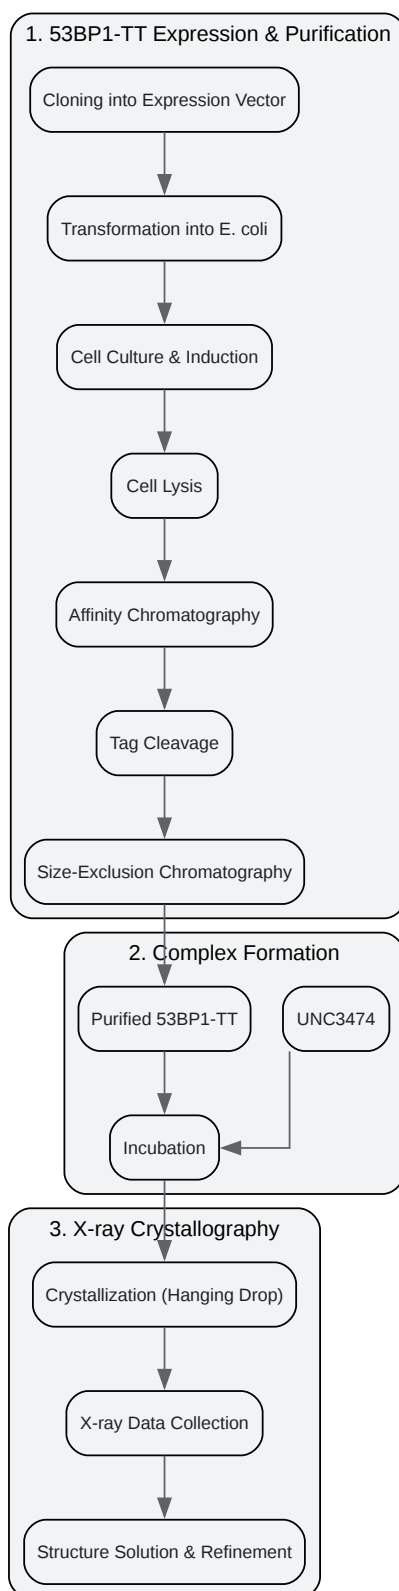 1. 53BP1-TT Expression & Purification
Cloning into Expression Vector
Transformation into E. coli
Cell Culture & Induction
Cell Lysis
Affinity Chromatography
Tag Cleavage
Size-Exclusion Chromatography
2. Complex Formation
Purified 53BP1-TT
UNC3474
Incubation
3. X-ray Crystallography
Crystallization (Hanging Drop)
X-ray Data Collection
Structure Solution & Refinement